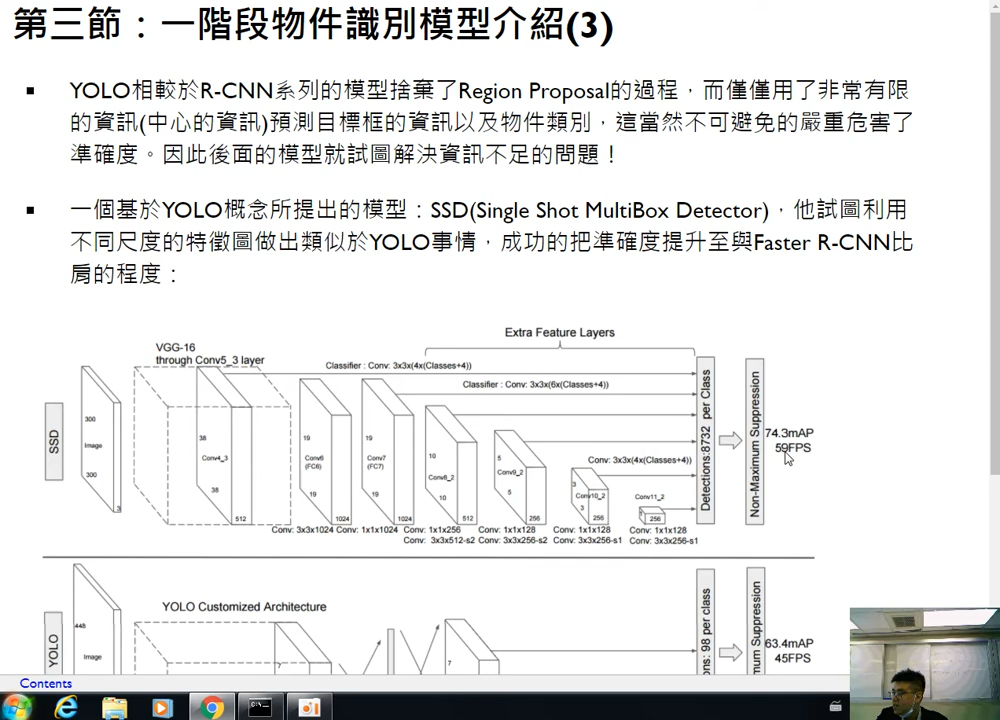 第三節：一階段物件識別模型介紹(3)
YOLO相較於R-CNN系列的模型捨棄了Region Proposal的過程，而僅僅用了非常有限
的資訊(中心的資訊)預測目標框的資訊以及物件類別，這當然不可避免的嚴重危害了
準確度。因此後面的模型就試圖解決資訊不足的問題！
一個基於YOLO概念所提出的模型：SSD(Single Shot MultiBox Detector)，他試圖利用
不同尺度的特徵圖做出類似於YOLO事情，成功的把準確度提升至與Faster R-CNN比
肩的程度：
Extra Feature Layers
VGG-16
through Conv5_3 layer
Classifier : Conv: 3x3x(4x(Classes+4))
Classifier : Conv: 3x3x(6x(Classes+4))
SSD
300
Image
300
3
38
Conv4_3
38
512
19
Conv6
(FC6)
19
1024
19
Conv7
(FC7)
19
1024
10
Conv8_2
10
512
5
Conv9_2
5
256
Conv: 3x3x(4x(Classes+4))
3
Conv10_2
3
256
Conv11_2
256
Detections:8732 per Class
Non-Maximum Suppression
74.3mAP
59FPS
Conv: 3x3x1024
Conv: 1x1x1024
Conv: 1x1x256
Conv: 3x3x512-s2
Conv: 1x1x128
Conv: 3x3x256-s2
Conv: 1x1x128
Conv: 3x3x256-s1
Conv: 1x1x128
Conv: 3x3x256-s1
YOLO Customized Architecture
YOLO
448
Image
7
ns: 98 per class
mum Suppression
63.4mAP
45FPS
Contents